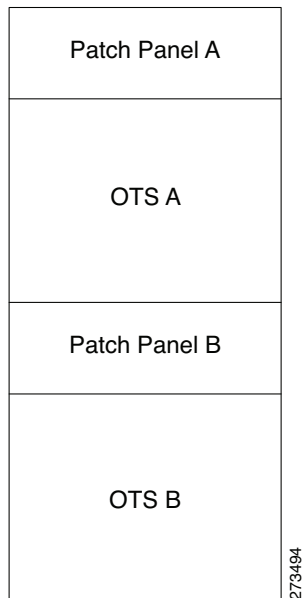 Patch Panel A
OTS A
Patch Panel B
OTS B
273494